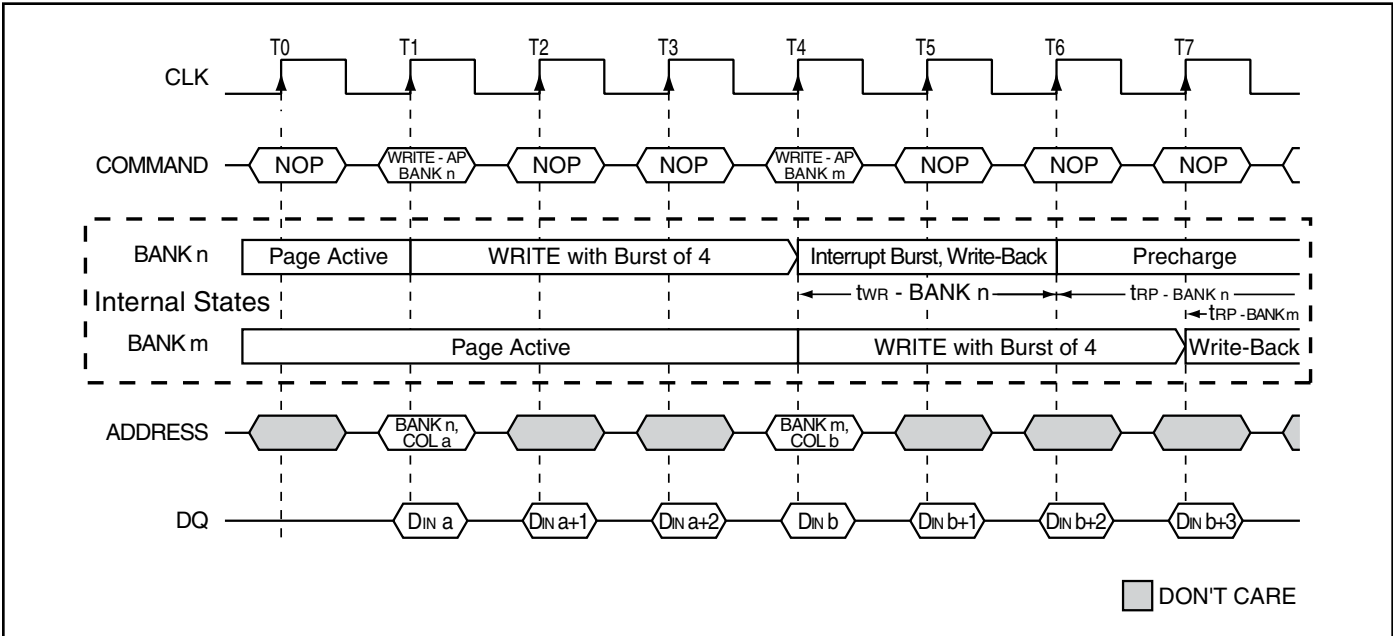 T0 T1 T2 T3 T4 T5 T6 T7
CLK
COMMAND NOP WRITE - AP BANK n NOP NOP WRITE - AP BANK m NOP NOP NOP
BANK n Page Active WRITE with Burst of 4 Interrupt Burst, Write-Back Precharge
Internal States tWR - BANK n tRP - BANK n
tRP - BANK m
BANK m Page Active WRITE with Burst of 4 Write-Back
ADDRESS BANK n, COL a BANK m, COL b
DQ DIN a DIN a+1 DIN a+2 DIN b DIN b+1 DIN b+2 DIN b+3
DON'T CARE